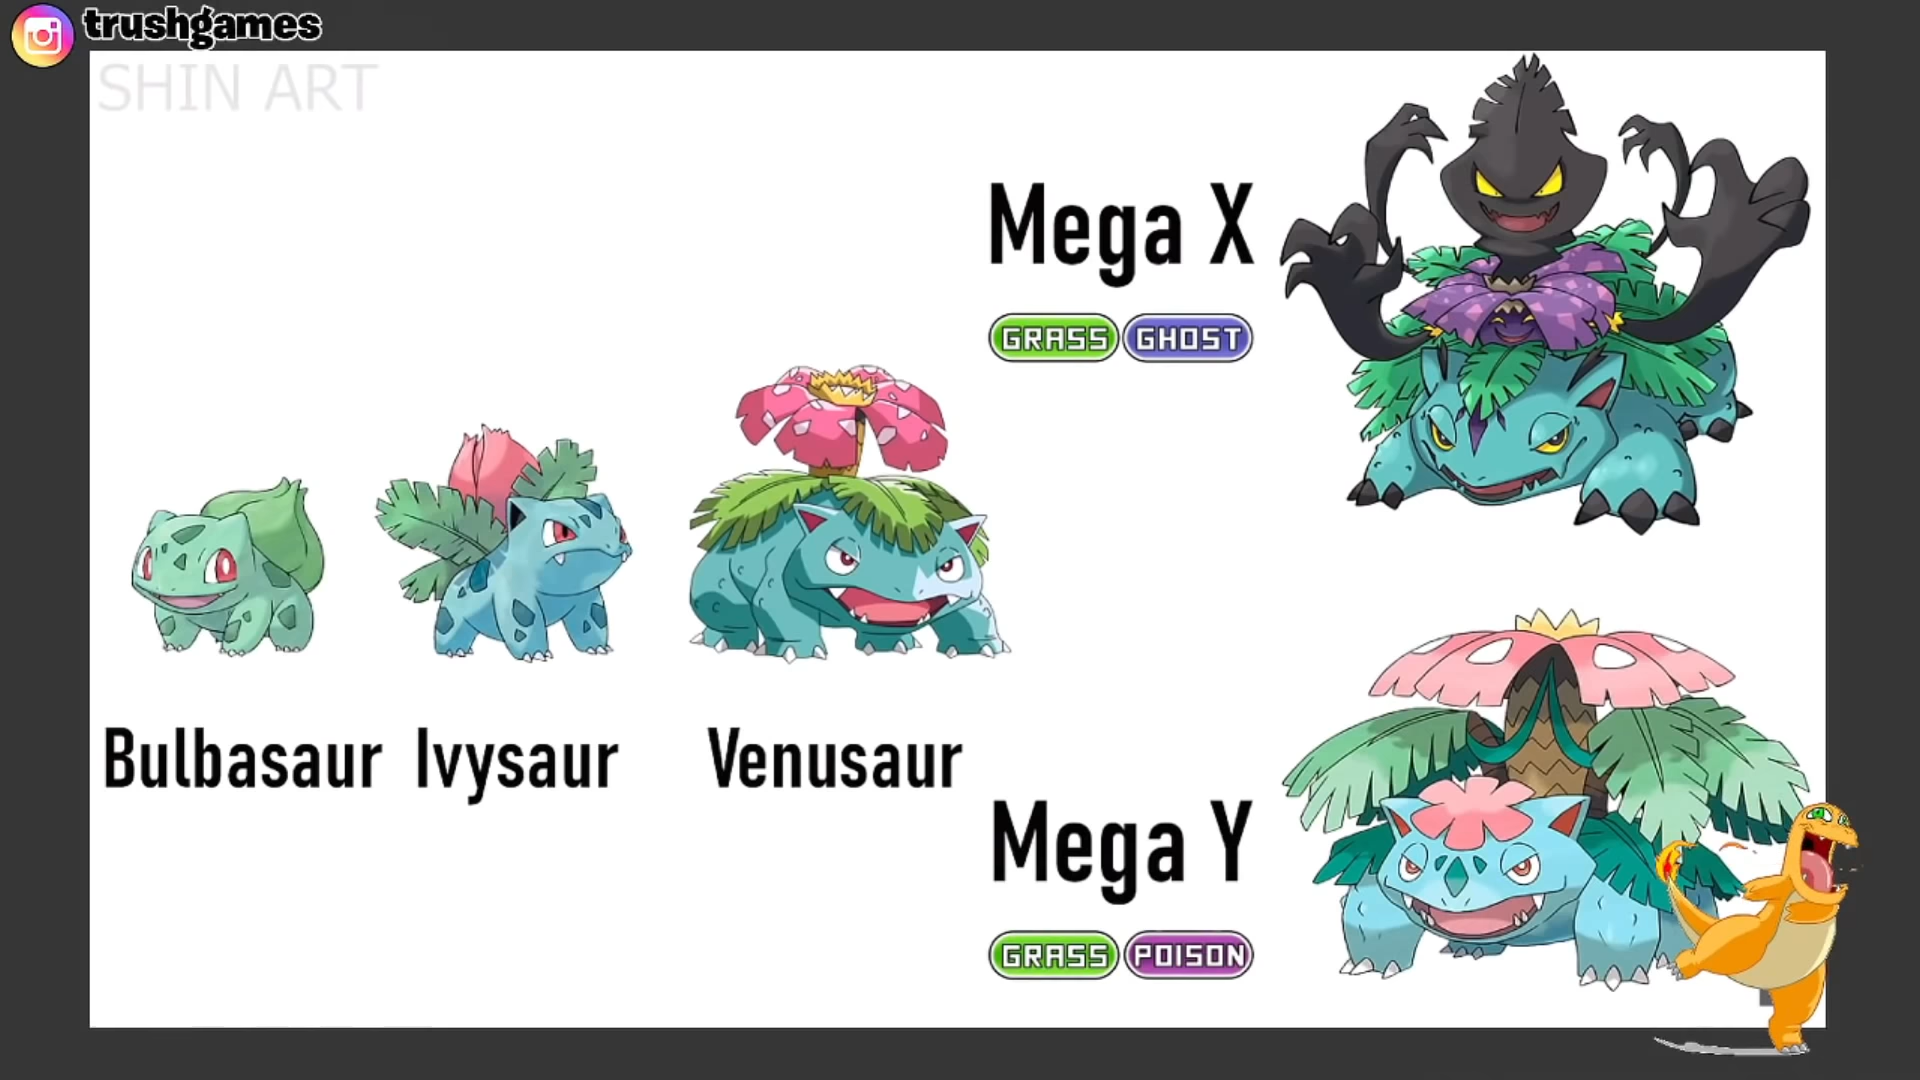 trushgames
SHIN ART
Mega X
GRASS GHOST
Bulbasaur Ivysaur Venusaur
Mega Y
GRASS POISON